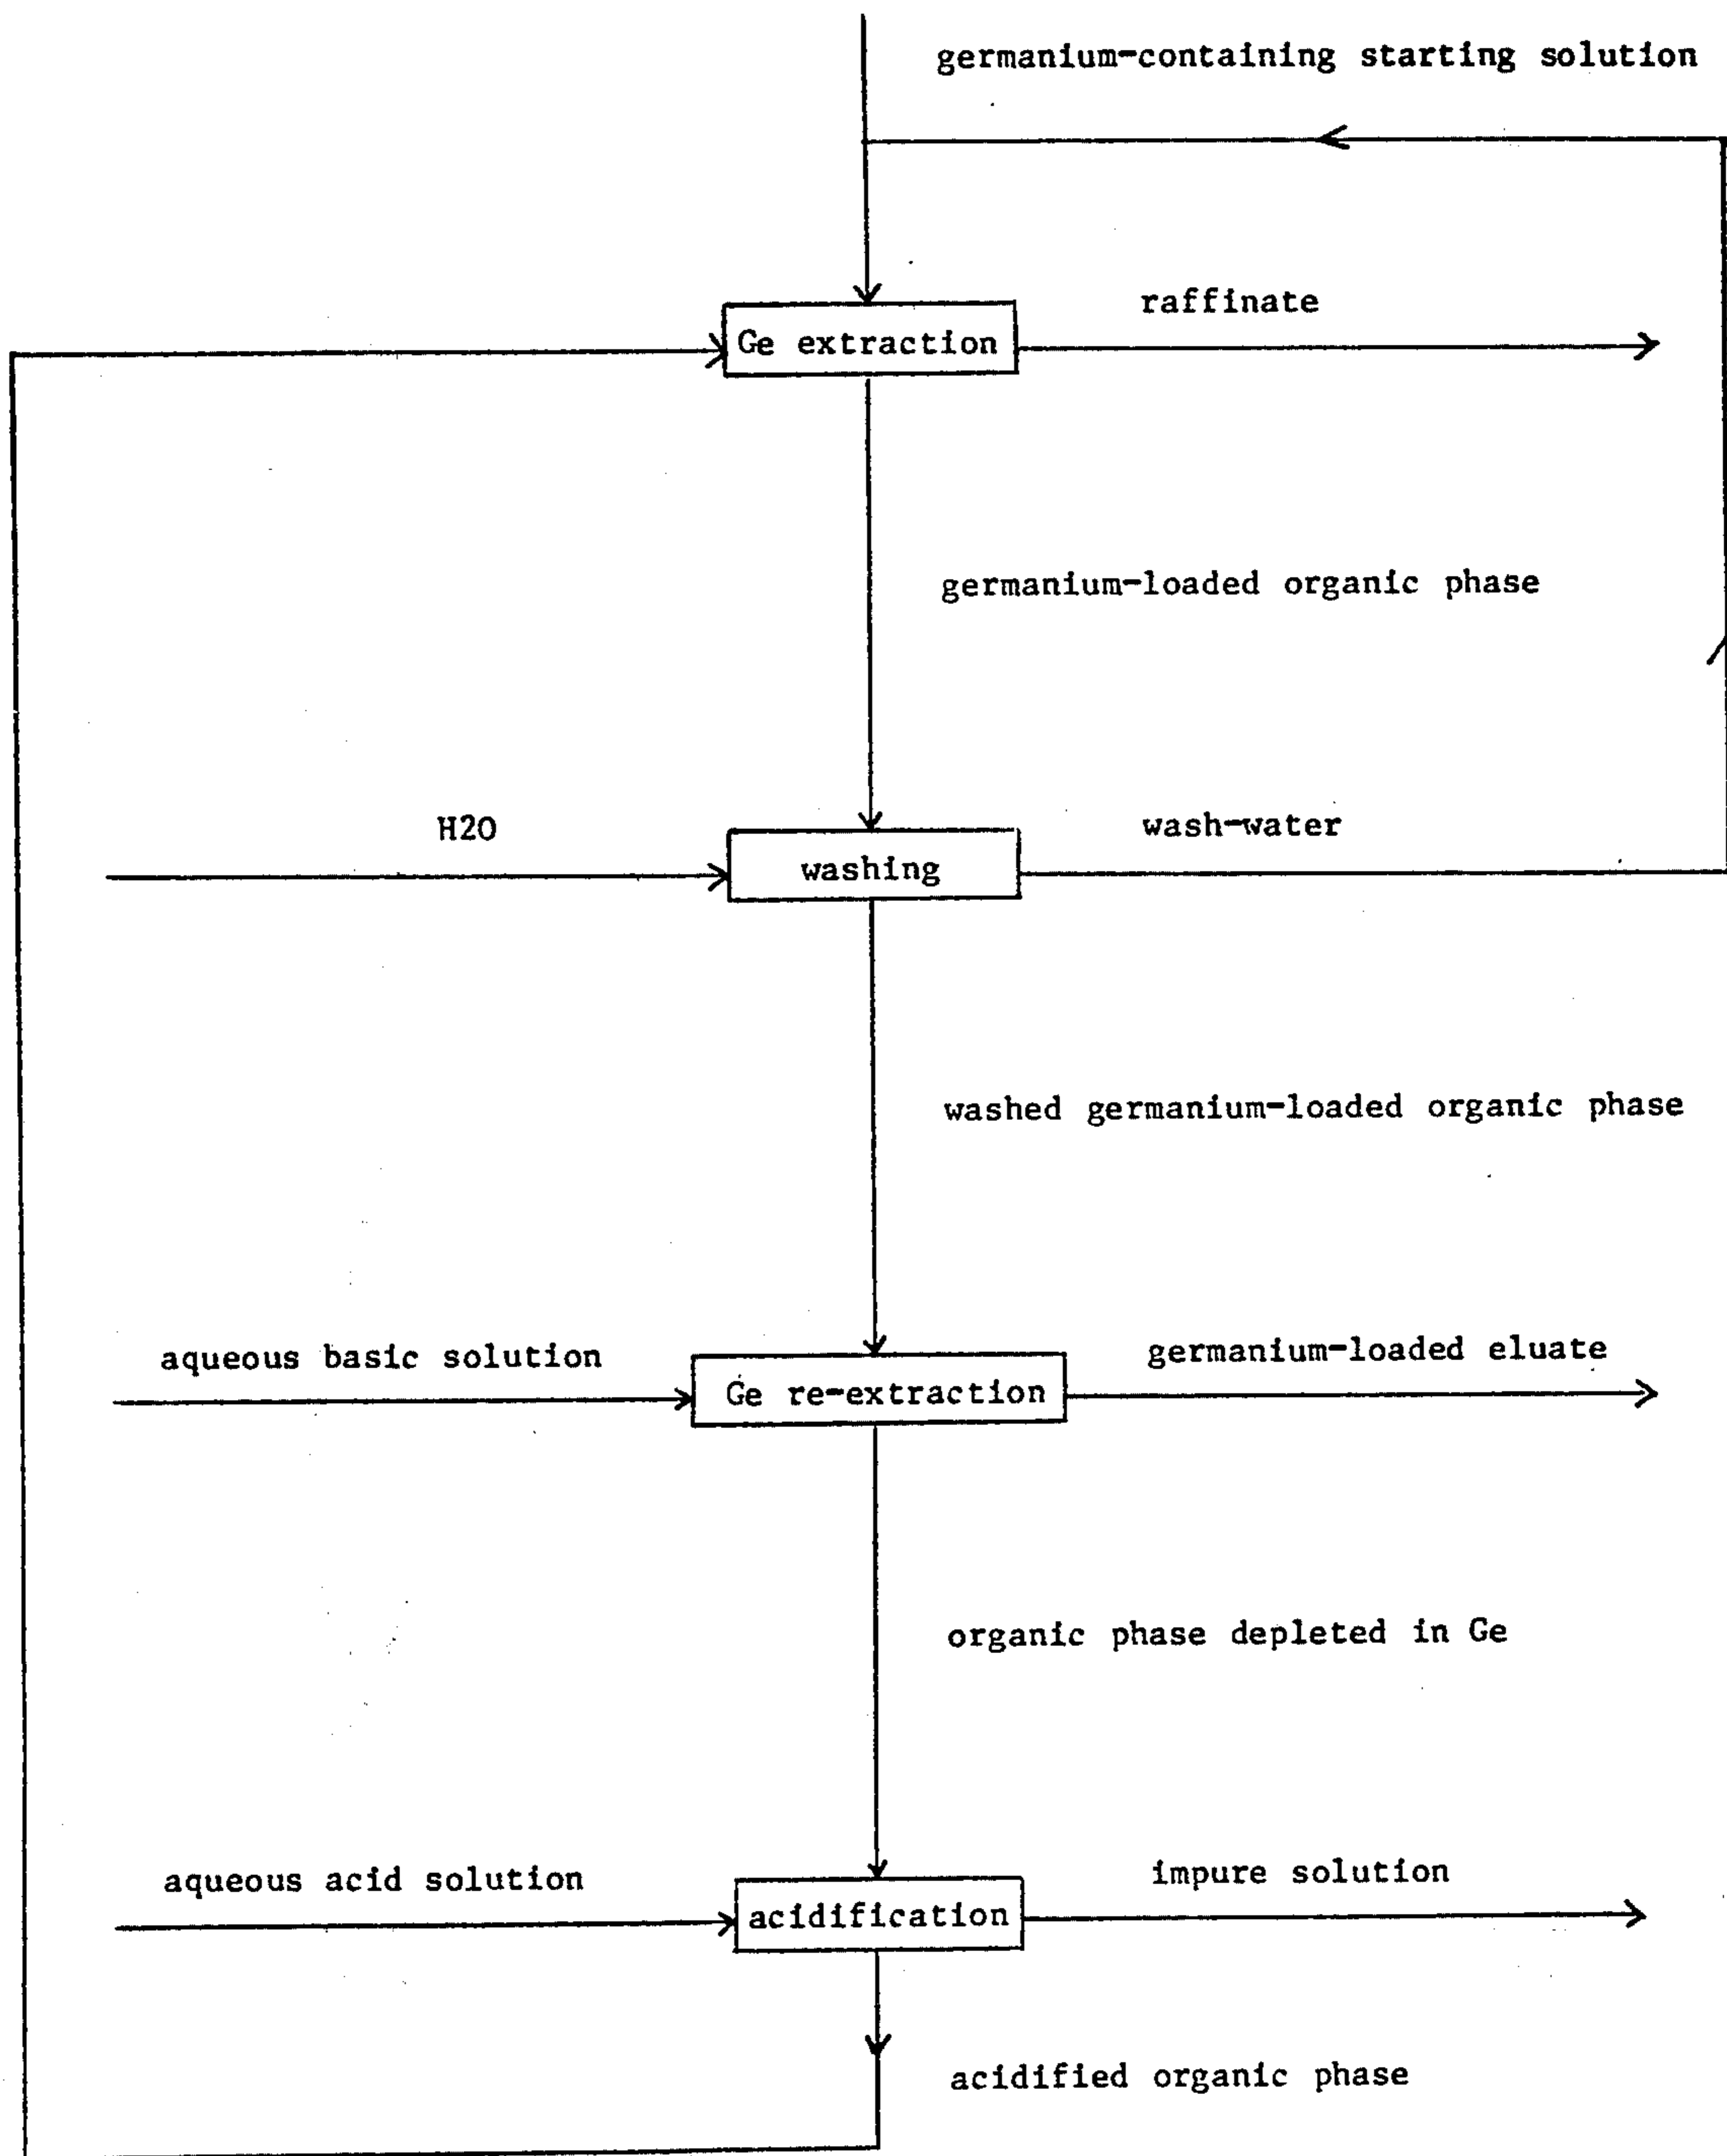 germanium-containing starting solution
raffinate
Ge extraction
germanium-loaded organic phase
H2O
wash-water
washing
washed germanium-loaded organic phase
aqueous basic solution
germanium-loaded eluate
Ge re-extraction
organic phase depleted in Ge
aqueous acid solution
impure solution
acidification
acidified organic phase